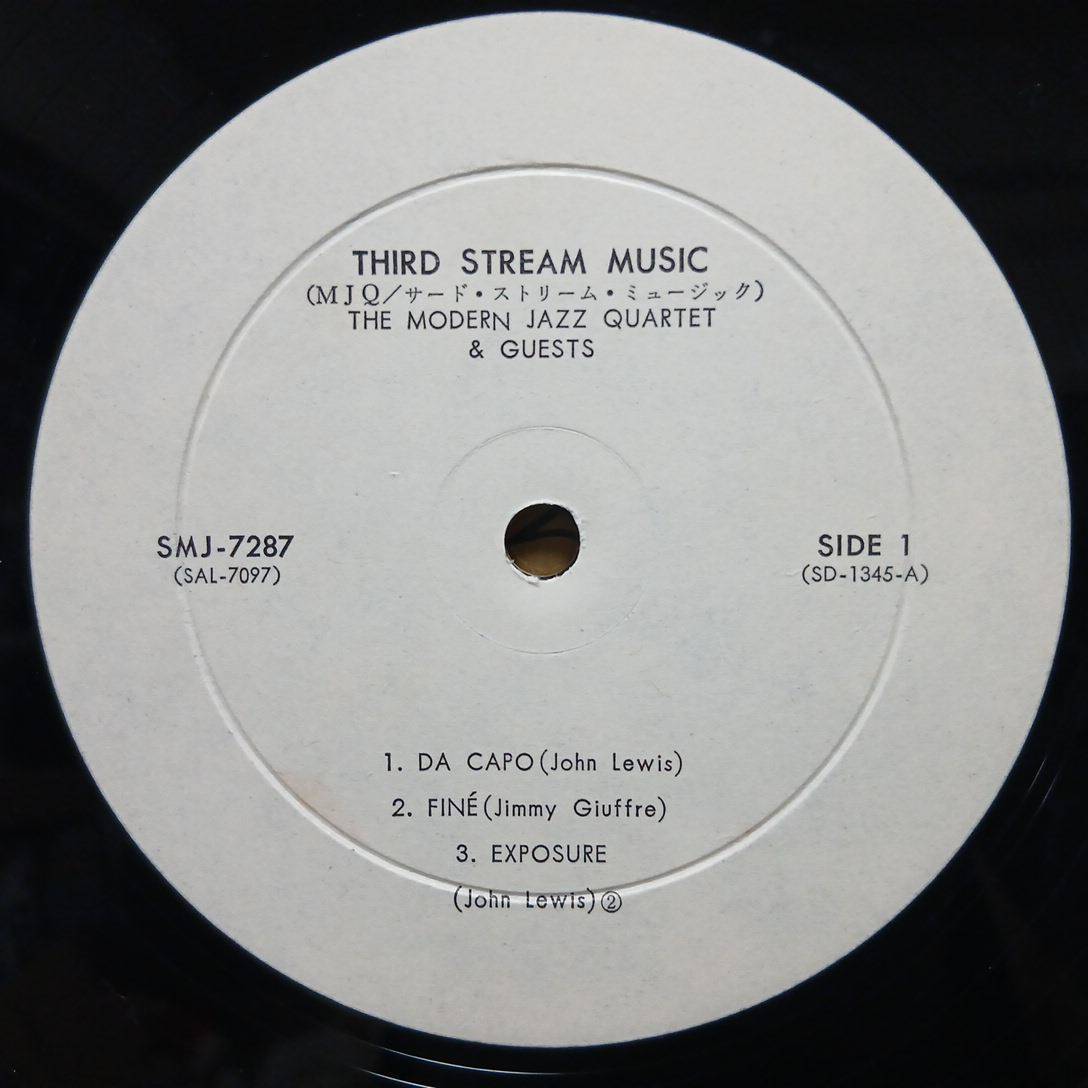 THIRD STREAM MUSIC
(MJQ/サード・ストリーム・ミュージック)
THE MODERN JAZZ QUARTET
& GUESTS
SMJ-7287
(SAL-7097)
SIDE 1
(SD-1345-A)
1. DA CAPO (John Lewis)
2. FINÉ (Jimmy Giuffre)
3. EXPOSURE
(John Lewis) ②